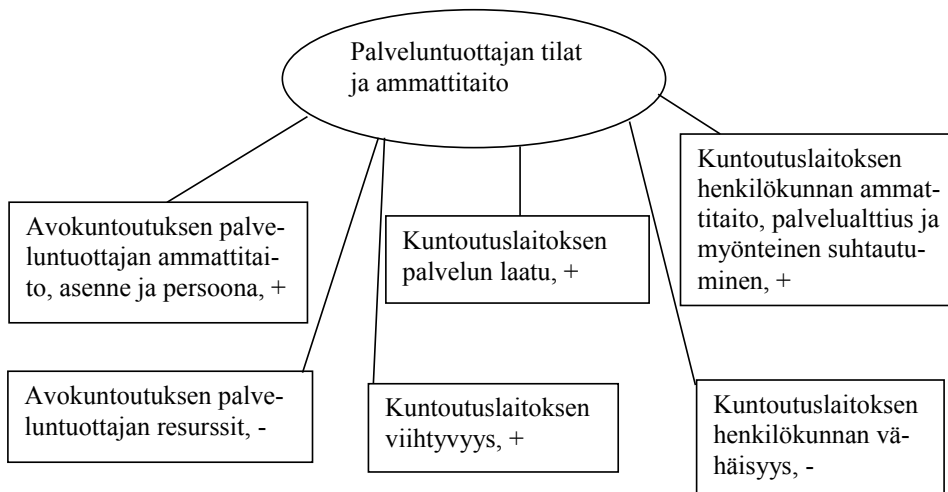 Palveluntuottajan tilat
ja ammattitaito
Avokuntoutuksen palve-
luntuottajan ammattitai-
to, asenne ja persoona, +
Kuntoutuslaitoksen
palvelun laatu, +
Kuntoutuslaitoksen
henkilökunnan ammat-
titaito, palvelualttius ja
myönteinen suhtautu-
minen, +
Avokuntoutuksen palve-
luntuottajan resurssit, -
Kuntoutuslaitoksen
viihtyvyys, +
Kuntoutuslaitoksen
henkilökunnan vä-
häisyys, -